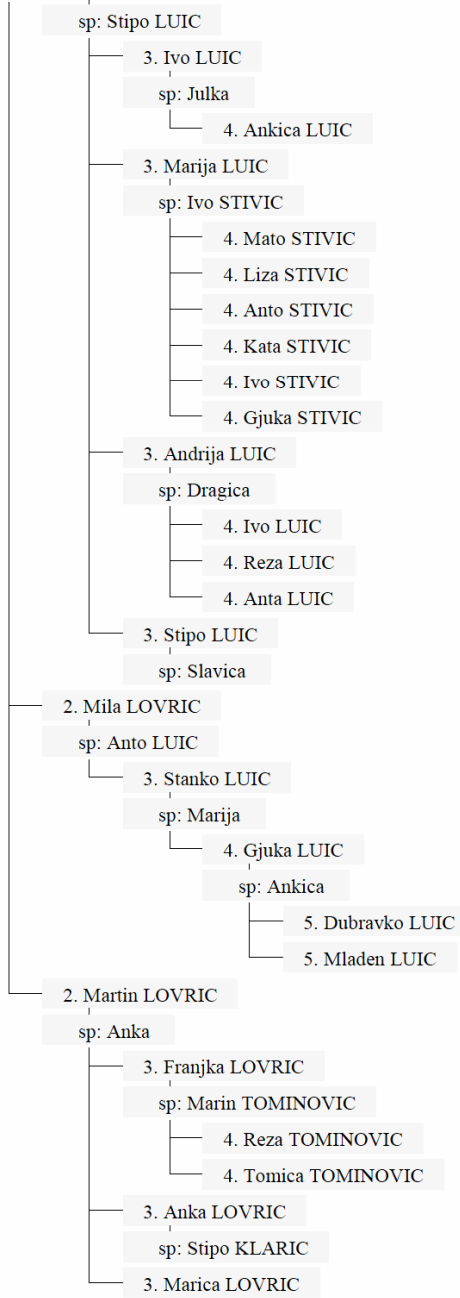 sp: Stipo LUIC
3. Ivo LUIC
sp: Julka
4. Ankica LUIC
3. Marija LUIC
sp: Ivo STIVIC
4. Mato STIVIC
4. Liza STIVIC
4. Anto STIVIC
4. Kata STIVIC
4. Ivo STIVIC
4. Gjuka STIVIC
3. Andrija LUIC
sp: Dragica
4. Ivo LUIC
4. Reza LUIC
4. Anta LUIC
3. Stipo LUIC
sp: Slavica
2. Mila LOVRIC
sp: Anto LUIC
3. Stanko LUIC
sp: Marija
4. Gjuka LUIC
sp: Ankica
5. Dubravko LUIC
5. Mladen LUIC
2. Martin LOVRIC
sp: Anka
3. Franjka LOVRIC
sp: Marin TOMINOVIC
4. Reza TOMINOVIC
4. Tomica TOMINOVIC
3. Anka LOVRIC
sp: Stipo KLARIC
3. Marica LOVRIC